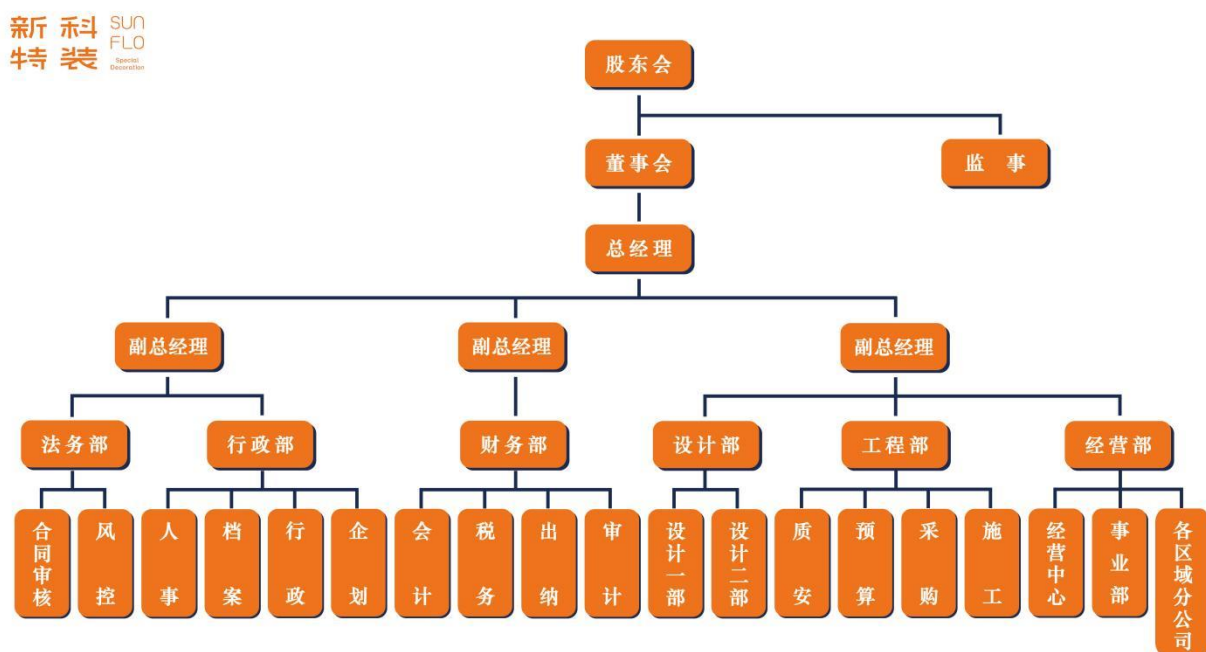 新科
特装
SUN
FLO
Special
Decoration
股东会
董事会
监 事
总经理
副总经理
副总经理
副总经理
法务部
行政部
财务部
设计部
工程部
经营部
合同审核
风控
人事
档案
行政
企划
会计
税务
出纳
审计
设计一部
设计二部
质安
预算
采购
施工
经营中心
事业部
各区域分公司